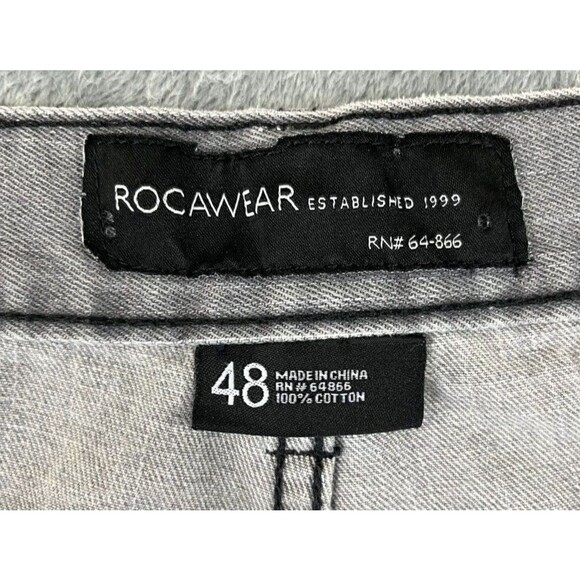 ROCAWEAR ESTABLISHED 1999
RN# 64-866
48
MADE IN CHINA
RN # 64866
100% COTTON